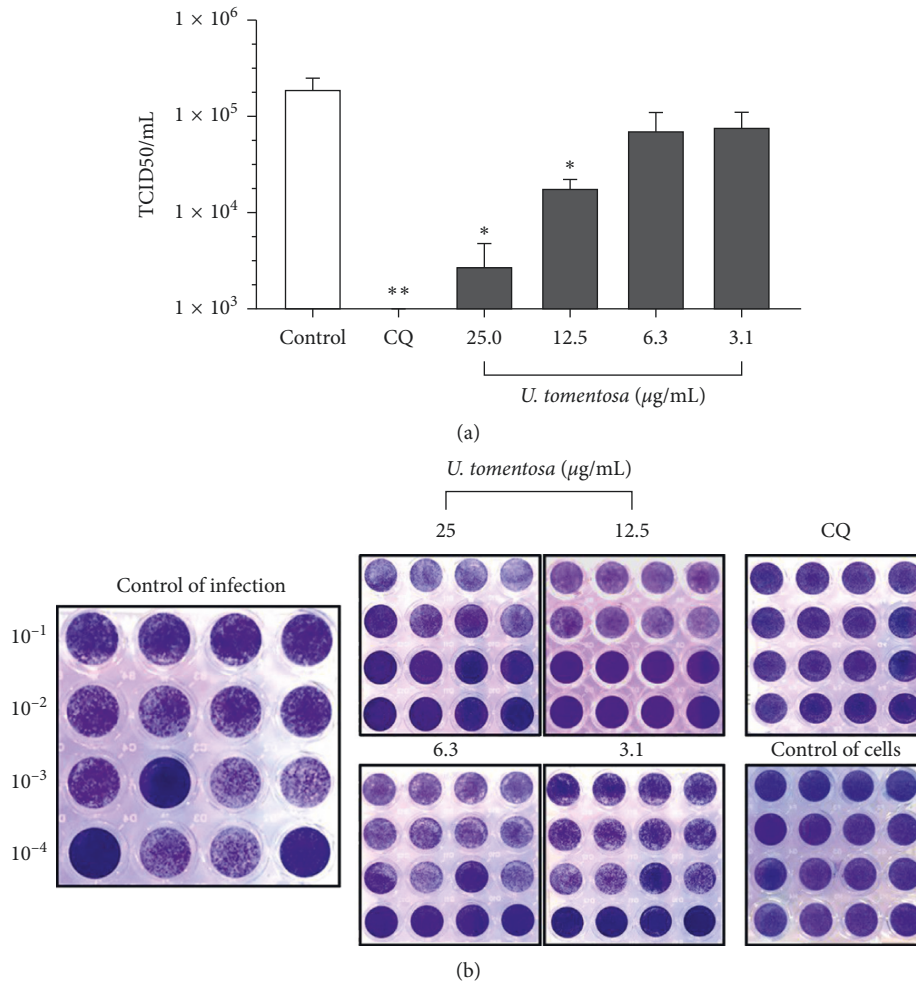 1 × 10⁶
1 × 10⁵
1 × 10⁴
1 × 10³
TCID50/mL
*
*
**
Control CQ 25.0 12.5 6.3 3.1
U. tomentosa (µg/mL)
(a)
U. tomentosa (µg/mL)
25 12.5 CQ
Control of infection
10⁻¹
10⁻²
10⁻³
10⁻⁴
6.3 3.1 Control of cells
(b)